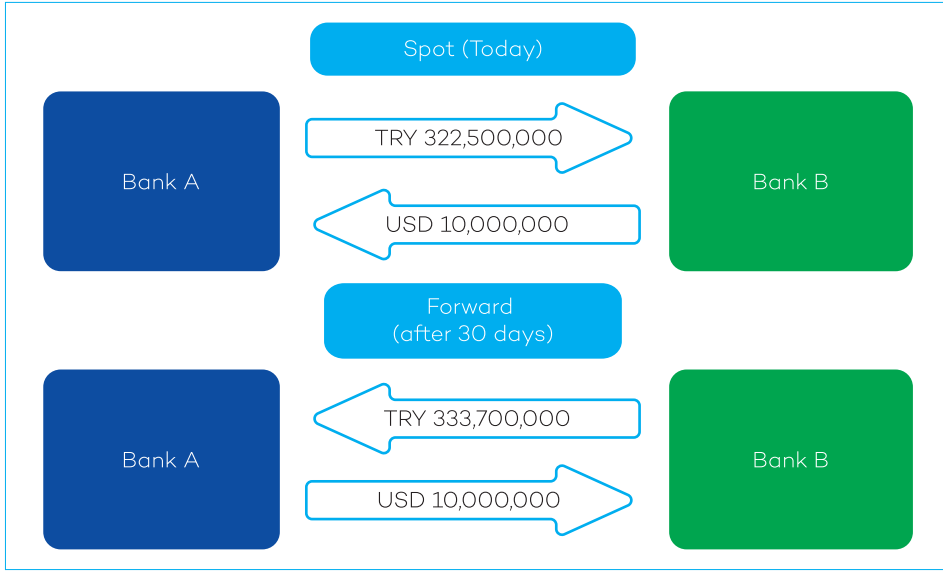 Spot (Today)
Bank A
TRY 322,500,000
Bank B
USD 10,000,000
Forward
(after 30 days)
Bank A
TRY 333,700,000
Bank B
USD 10,000,000